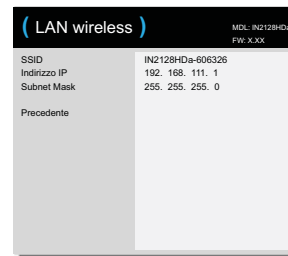 ( LAN wireless )
MDL: IN2128HDa
FW: X.XX
SSID IN2128HDa-606326
Indirizzo IP 192. 168. 111. 1
Subnet Mask 255. 255. 255. 0
Precedente